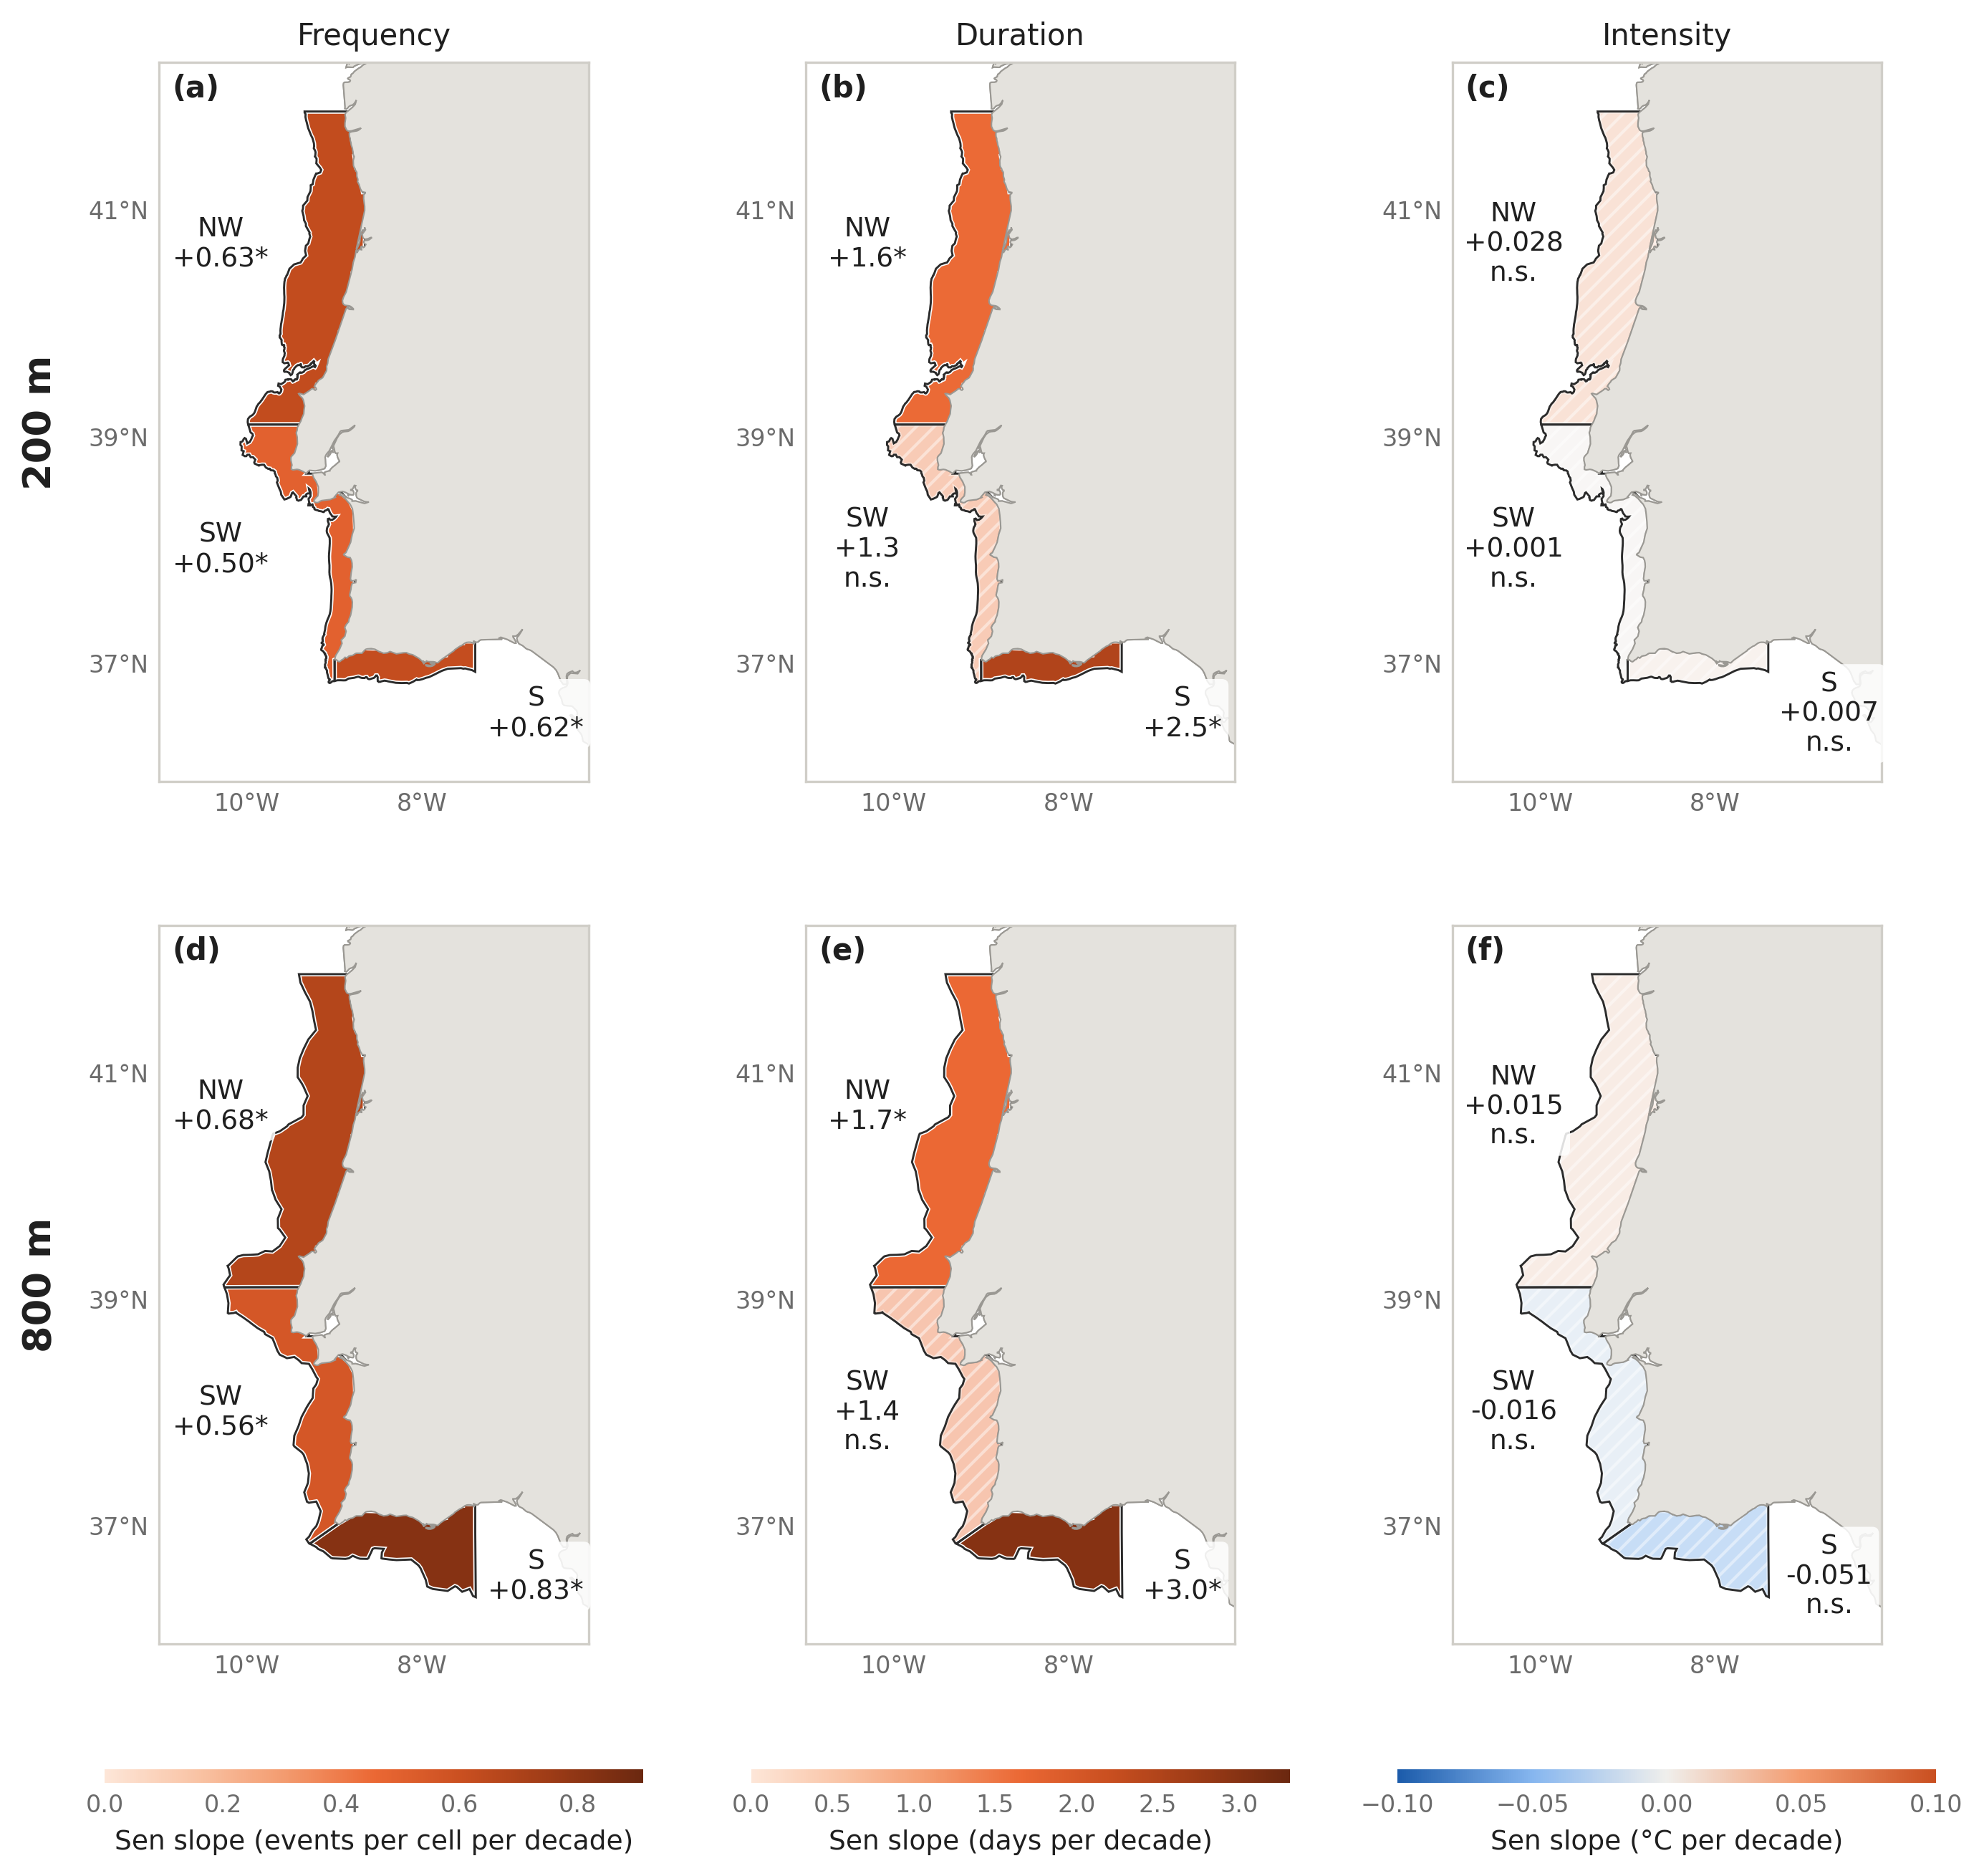 Frequency
Duration
Intensity
200 m
(a)
41°N
39°N
37°N
NW
+0.63*
SW
+0.50*
S
+0.62*
10°W
8°W
(b)
41°N
39°N
37°N
NW
+1.6*
SW
+1.3
n.s.
S
+2.5*
10°W
8°W
(c)
41°N
39°N
37°N
NW
+0.028
n.s.
SW
+0.001
n.s.
S
+0.007
n.s.
10°W
8°W
800 m
(d)
41°N
39°N
37°N
NW
+0.68*
SW
+0.56*
S
+0.83*
10°W
8°W
(e)
41°N
39°N
37°N
NW
+1.7*
SW
+1.4
n.s.
S
+3.0*
10°W
8°W
(f)
41°N
39°N
37°N
NW
+0.015
n.s.
SW
-0.016
n.s.
S
-0.051
n.s.
10°W
8°W
0.0 0.2 0.4 0.6 0.8
Sen slope (events per cell per decade)
0.0 0.5 1.0 1.5 2.0 2.5 3.0
Sen slope (days per decade)
−0.10 −0.05 0.00 0.05 0.10
Sen slope (°C per decade)